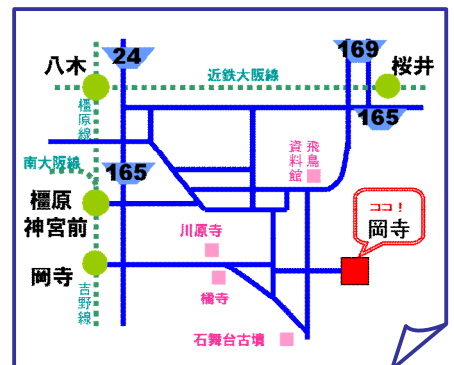 24
169
八木
近鉄大阪線
桜井
橿原線
165
南大阪線
165
飛鳥
資料館
橿原
神宮前
ココ！
岡寺
川原寺
岡寺
橘寺
吉野線
石舞台古墳